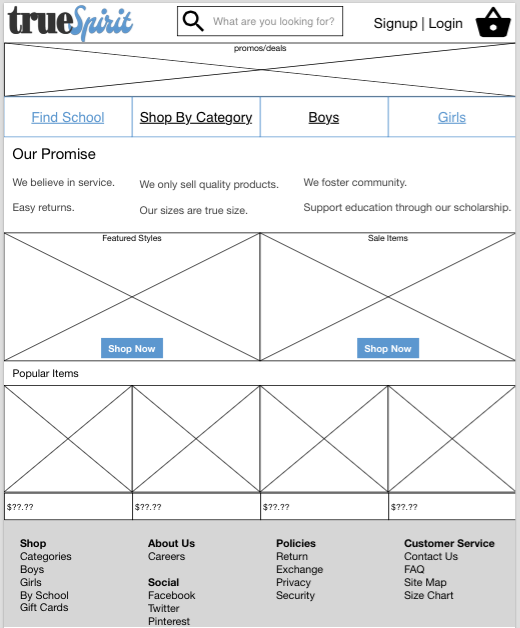 trueSpirit
What are you looking for?
Signup | Login
promos/deals
Find School
Shop By Category
Boys
Girls
Our Promise
We believe in service.
We only sell quality products.
We foster community.
Easy returns.
Our sizes are true size.
Support education through our scholarship.
Featured Styles
Sale Items
Shop Now
Shop Now
Popular Items
$??.??
$??.??
$??.??
$??.??
Shop
Categories
Boys
Girls
By School
Gift Cards
About Us
Careers
Social
Facebook
Twitter
Pinterest
Policies
Return
Exchange
Privacy
Security
Customer Service
Contact Us
FAQ
Site Map
Size Chart